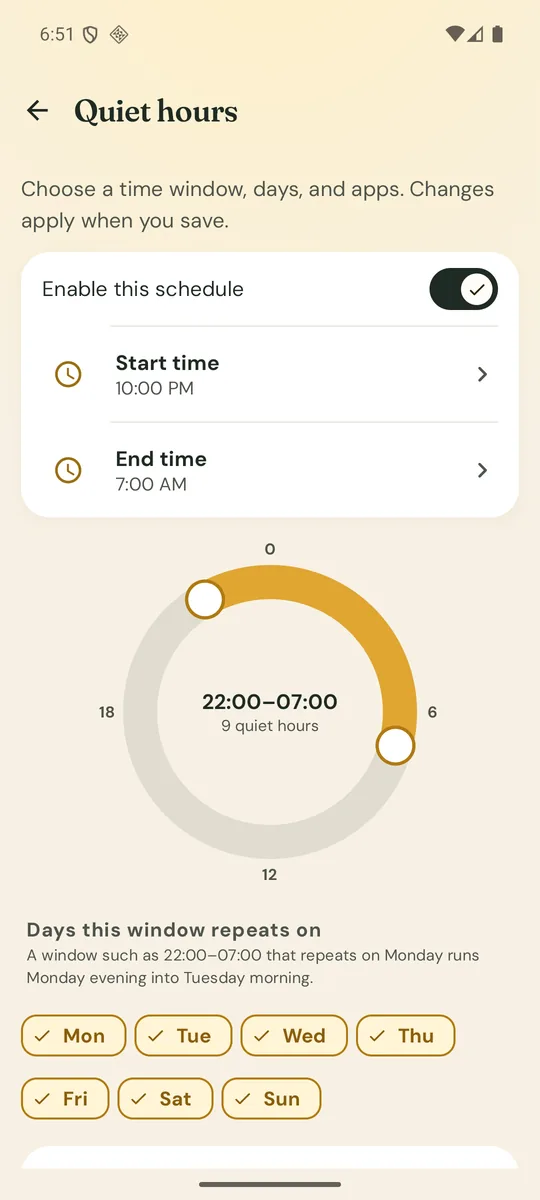 6:51
Quiet hours
Choose a time window, days, and apps. Changes
apply when you save.
Enable this schedule
Start time
10:00 PM
End time
7:00 AM
0
18
22:00–07:00
9 quiet hours
6
12
Days this window repeats on
A window such as 22:00–07:00 that repeats on Monday runs
Monday evening into Tuesday morning.
Mon Tue Wed Thu
Fri Sat Sun